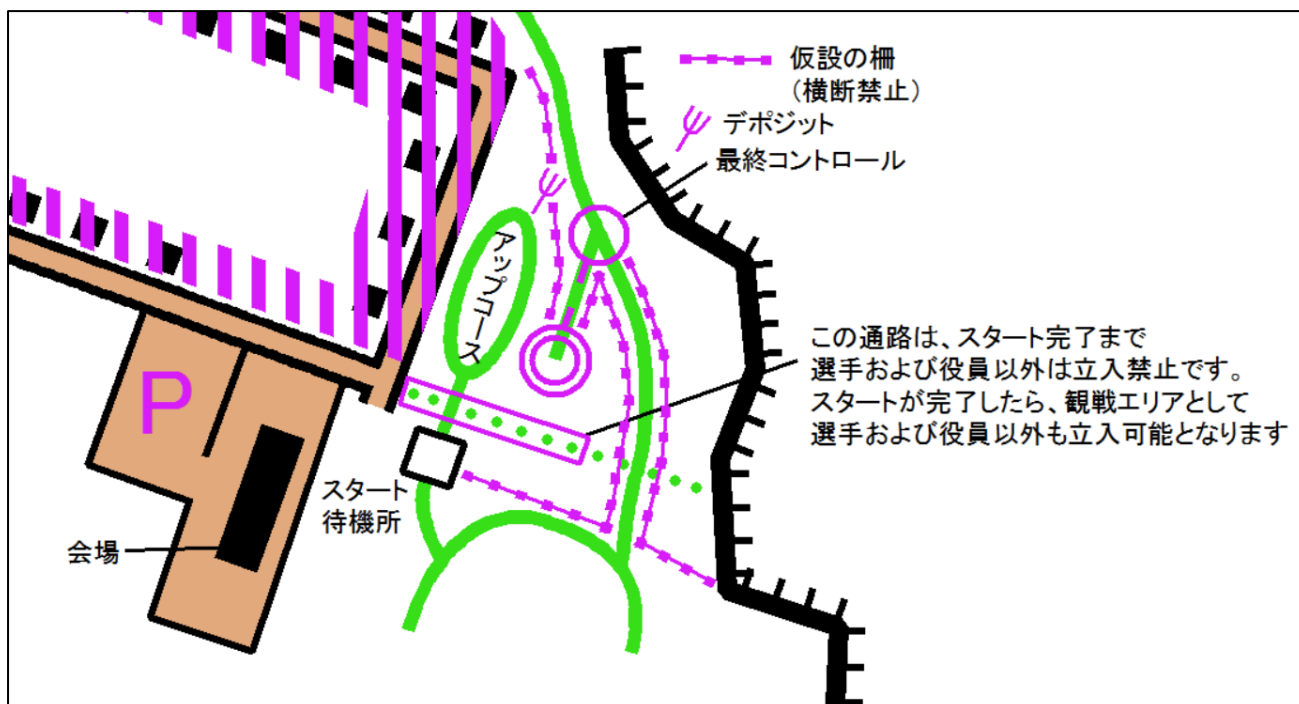 仮設の柵
（横断禁止）
デポジット
最終コントロール
アップコース
この通路は、スタート完了まで
選手および役員以外は立入禁止です。
スタートが完了したら、観戦エリアとして
選手および役員以外も立入可能となります
P
スタート
待機所
会場